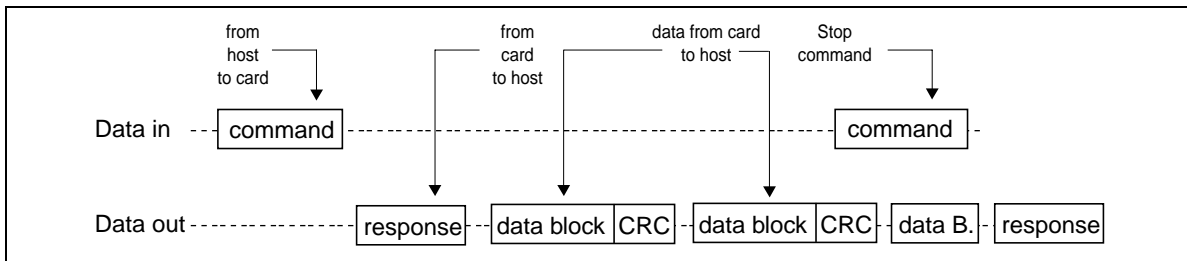 from
host
to card
from
card
to host
data from card
to host
Stop
command
Data in
command
command
Data out
response
data block
CRC
data block
CRC
data B.
response